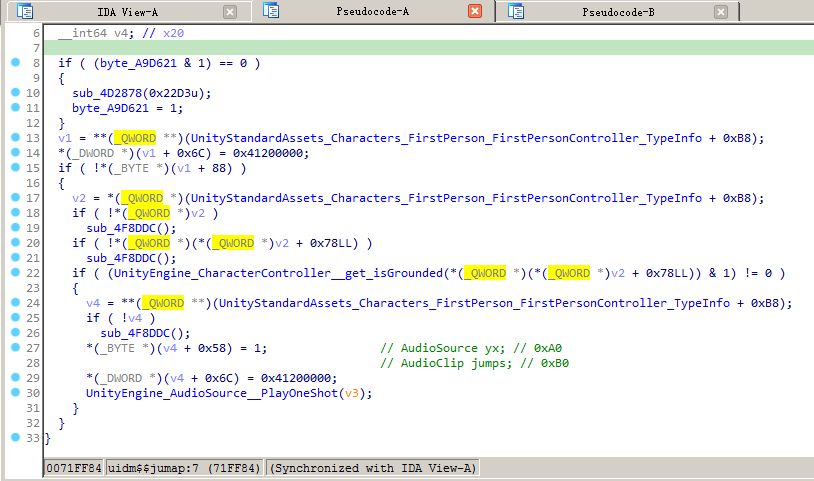 IDA View-A Pseudocode-A Pseudocode-B
6 __int64 v4; // x20
7
8 if ( (byte_A9D621 & 1) == 0 )
9 {
10 sub_4D2878(0x22D3u);
11 byte_A9D621 = 1;
12 }
13 v1 = **(_QWORD **)(UnityStandardAssets_Characters_FirstPerson_FirstPersonController_TypeInfo + 0xB8);
14 *(_DWORD *)(v1 + 0x6C) = 0x41200000;
15 if ( !*(_BYTE *)(v1 + 88) )
16 {
17 v2 = *(_QWORD *)(UnityStandardAssets_Characters_FirstPerson_FirstPersonController_TypeInfo + 0xB8);
18 if ( !*(_QWORD *)v2 )
19 sub_4F8DDC();
20 if ( !*(_QWORD *)(*(_QWORD *)v2 + 0x78LL) )
21 sub_4F8DDC();
22 if ( (UnityEngine_CharacterController__get_isGrounded(*(_QWORD *)(*(_QWORD *)v2 + 0x78LL)) & 1) != 0 )
23 {
24 v4 = **(_QWORD **)(UnityStandardAssets_Characters_FirstPerson_FirstPersonController_TypeInfo + 0xB8);
25 if ( !v4 )
26 sub_4F8DDC();
27 *(_BYTE *)(v4 + 0x58) = 1; // AudioSource yx; // 0xA0
28 // AudioClip jumps; // 0xB0
29 *(_DWORD *)(v4 + 0x6C) = 0x41200000;
30 UnityEngine_AudioSource__PlayOneShot(v3);
31 }
32 }
33 }
0071FF84 uidm$$jumap:7 (71FF84) (Synchronized with IDA View-A)